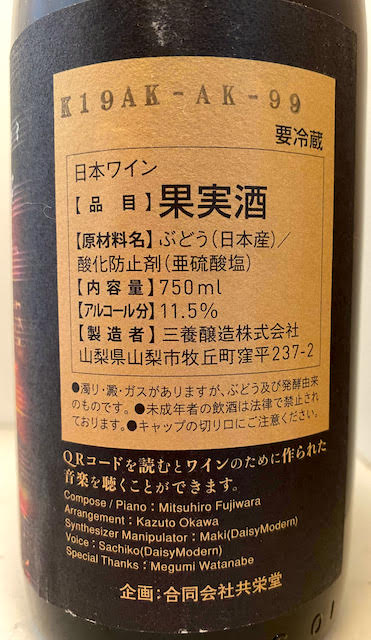 K19AK-AK-99
要冷蔵
日本ワイン
【品 目】果実酒
【原材料名】ぶどう(日本産)/
酸化防止剤(亜硫酸塩)
【内 容 量】750ml
【アルコール分】11.5%
【製 造 者】三養醸造株式会社
山梨県山梨市牧丘町窪平237-2
●濁り・澱・ガスがありますが、ぶどう及び発酵由来
のものです。●未成年者の飲酒は法律で禁止され
ております。●キャップの切り口にご注意ください。
QRコードを読むとワインのために作られた
音楽を聴くことができます。
Compose / Piano : Mitsuhiro Fujiwara
Arrangement : Kazuto Okawa
Synthesizer Manipulator : Maki(DaisyModern)
Voice : Sachiko(DaisyModern)
Special Thanks : Megumi Watanabe
企画:合同会社共栄堂
01